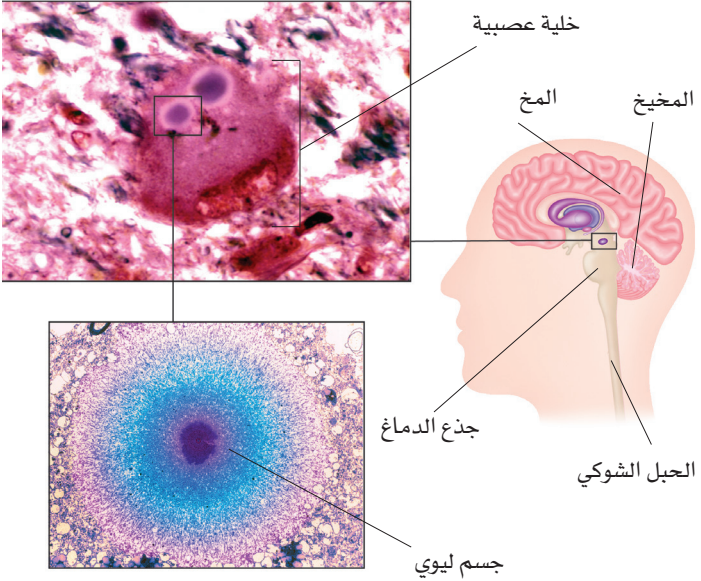 خلية عصبية
المخيخ
المخ
جذع الدماغ
الحبل الشوكي
جسم ليوي